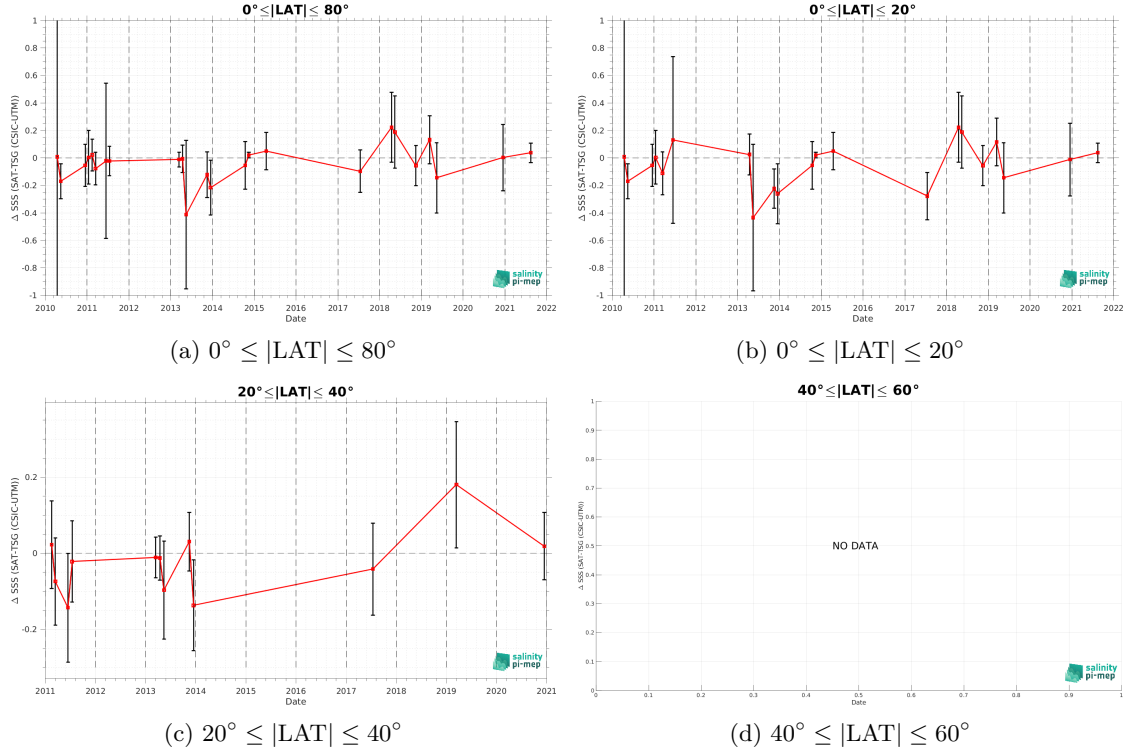 0°≤|LAT|≤ 80°
Δ SSS (SAT-TSG (CSIC-UTM))
1
0.8
0.6
0.4
0.2
0
-0.2
-0.4
-0.6
-0.8
-1
2010 2011 2012 2013 2014 2015 2016 2017 2018 2019 2020 2021 2022
Date
salinity
pi-mep
(a) 0° ≤ |LAT| ≤ 80°
0°≤|LAT|≤ 20°
Δ SSS (SAT-TSG (CSIC-UTM))
1
0.8
0.6
0.4
0.2
0
-0.2
-0.4
-0.6
-0.8
-1
2010 2011 2012 2013 2014 2015 2016 2017 2018 2019 2020 2021 2022
Date
salinity
pi-mep
(b) 0° ≤ |LAT| ≤ 20°
20°≤|LAT|≤ 40°
Δ SSS (SAT-TSG (CSIC-UTM))
0.2
0
-0.2
2011 2012 2013 2014 2015 2016 2017 2018 2019 2020 2021
Date
salinity
pi-mep
(c) 20° ≤ |LAT| ≤ 40°
40°≤|LAT|≤ 60°
Δ SSS (SAT-TSG (CSIC-UTM))
1
0.9
0.8
0.7
0.6
0.5
0.4
0.3
0.2
0.1
0
NO DATA
0 0.1 0.2 0.3 0.4 0.5 0.6 0.7 0.8 0.9 1
Date
salinity
pi-mep
(d) 40° ≤ |LAT| ≤ 60°